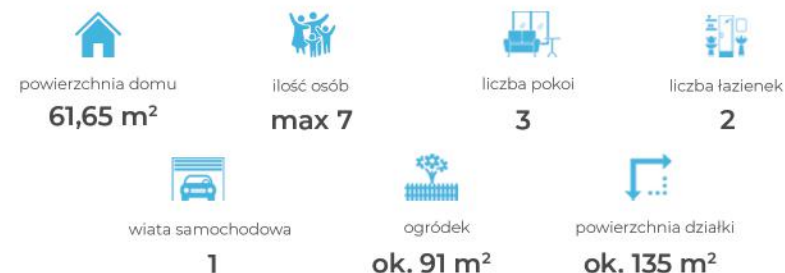 powierzchnia domu
61,65 m²
ilość osób
max 7
liczba pokoi
3
liczba łazienek
2
wiata samochodowa
1
ogródek
ok. 91 m²
powierzchnia działki
ok. 135 m²